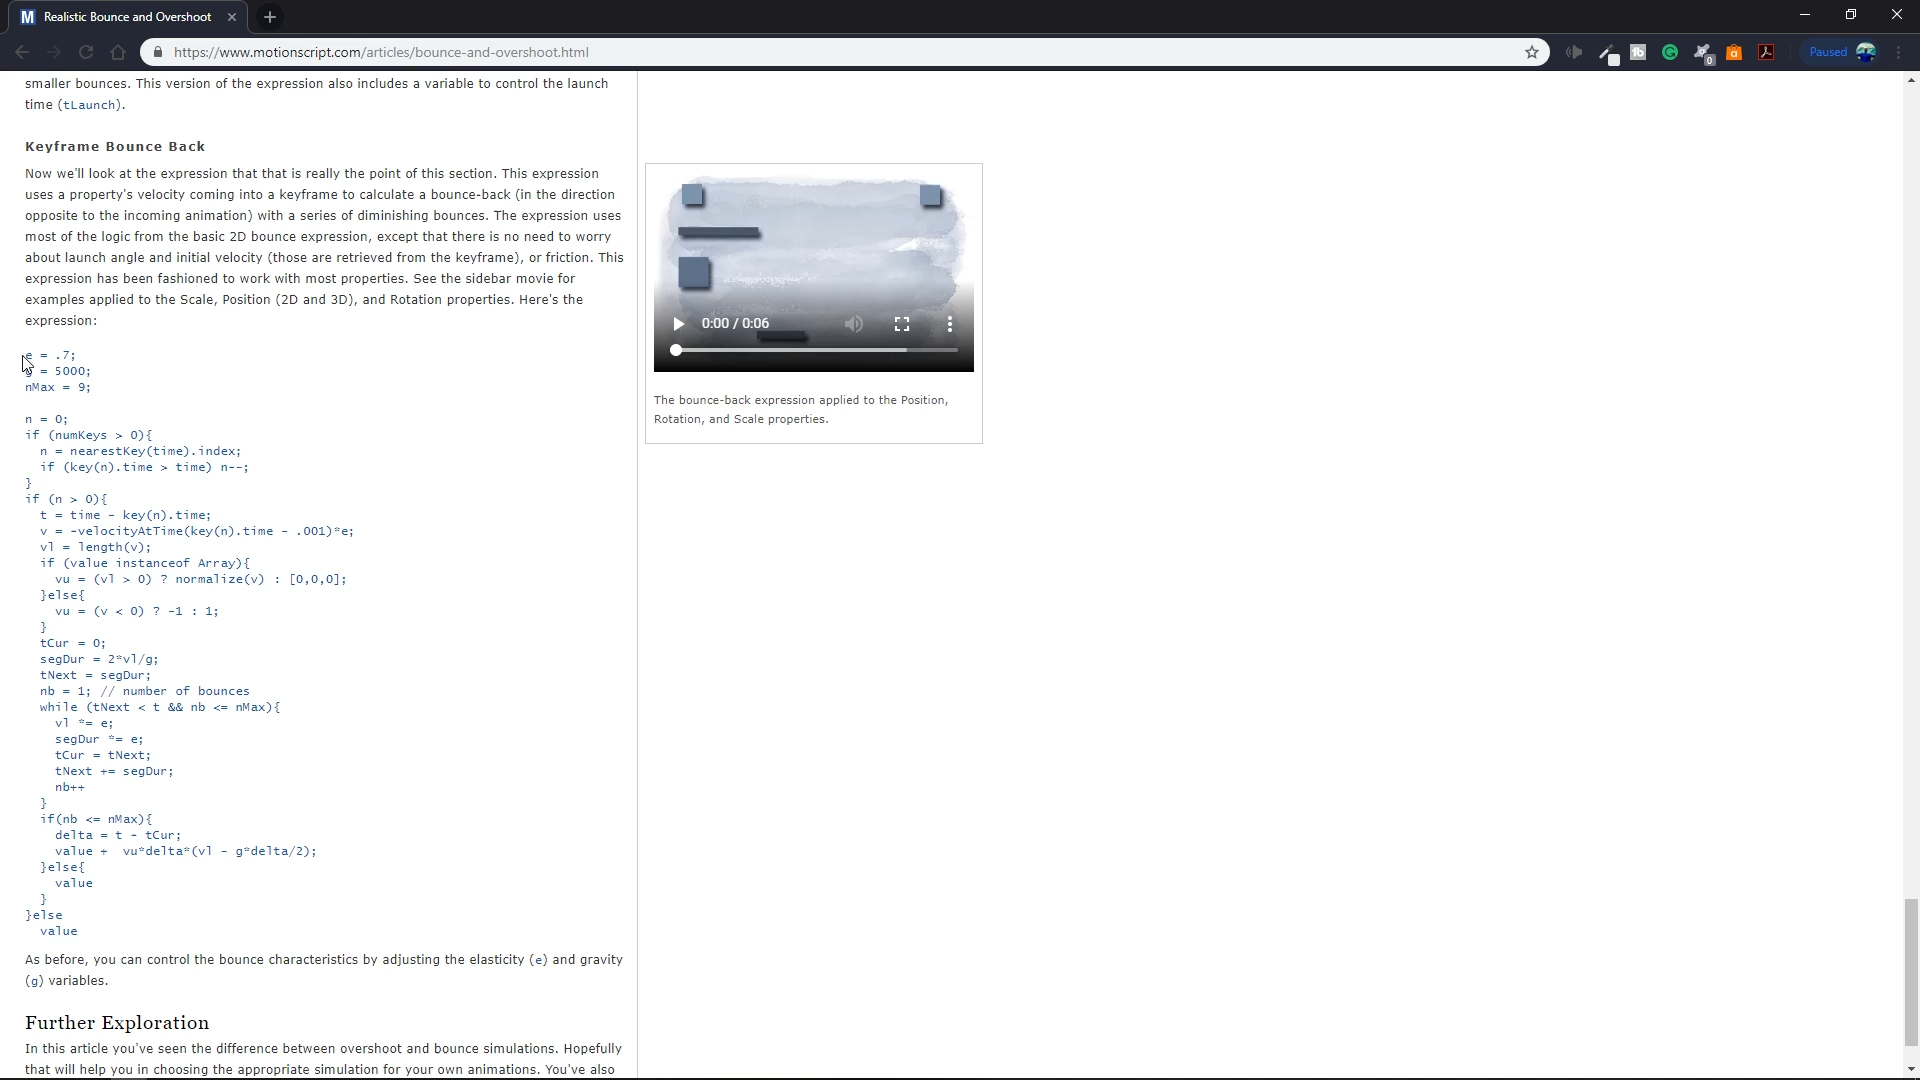 M Realistic Bounce and Overshoot
https://www.motionscript.com/articles/bounce-and-overshoot.html
tb
0
Paused
smaller bounces. This version of the expression also includes a variable to control the launch
time (tLaunch).
Keyframe Bounce Back
Now we'll look at the expression that that is really the point of this section. This expression
uses a property's velocity coming into a keyframe to calculate a bounce-back (in the direction
opposite to the incoming animation) with a series of diminishing bounces. The expression uses
most of the logic from the basic 2D bounce expression, except that there is no need to worry
about launch angle and initial velocity (those are retrieved from the keyframe), or friction. This
expression has been fashioned to work with most properties. See the sidebar movie for
examples applied to the Scale, Position (2D and 3D), and Rotation properties. Here's the
expression:
e = .7;
g = 5000;
nMax = 9;
n = 0;
if (numKeys > 0){
  n = nearestKey(time).index;
  if (key(n).time > time) n--;
}
if (n > 0){
  t = time - key(n).time;
  v = -velocityAtTime(key(n).time - .001)*e;
  vl = length(v);
  if (value instanceof Array){
    vu = (vl > 0) ? normalize(v) : [0,0,0];
  }else{
    vu = (v < 0) ? -1 : 1;
  }
  tCur = 0;
  segDur = 2*vl/g;
  tNext = segDur;
  nb = 1; // number of bounces
  while (tNext < t && nb <= nMax){
    vl *= e;
    segDur *= e;
    tCur = tNext;
    tNext += segDur;
    nb++
  }
  if(nb <= nMax){
    delta = t - tCur;
    value +  vu*delta*(vl - g*delta/2);
  }else{
    value
  }
}else
  value
As before, you can control the bounce characteristics by adjusting the elasticity (e) and gravity
(g) variables.
Further Exploration
In this article you've seen the difference between overshoot and bounce simulations. Hopefully
that will help you in choosing the appropriate simulation for your own animations. You've also
0:00 / 0:06
The bounce-back expression applied to the Position,
Rotation, and Scale properties.